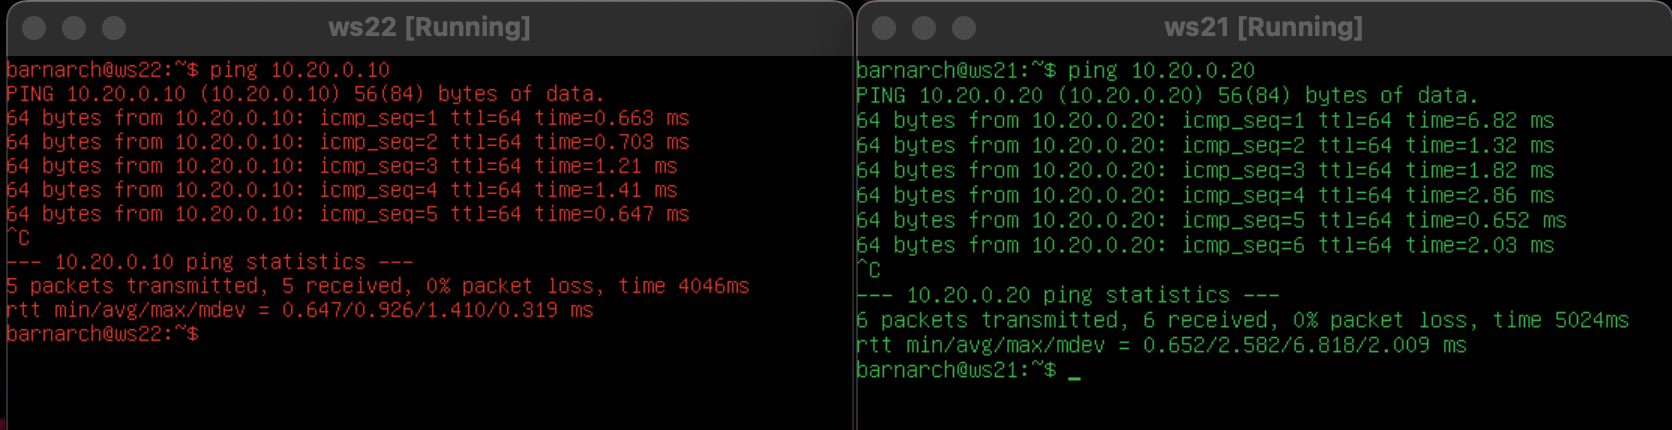 ws22 [Running]
barnarch@ws22:~$ ping 10.20.0.10
PING 10.20.0.10 (10.20.0.10) 56(84) bytes of data.
64 bytes from 10.20.0.10: icmp_seq=1 ttl=64 time=0.663 ms
64 bytes from 10.20.0.10: icmp_seq=2 ttl=64 time=0.703 ms
64 bytes from 10.20.0.10: icmp_seq=3 ttl=64 time=1.21 ms
64 bytes from 10.20.0.10: icmp_seq=4 ttl=64 time=1.41 ms
64 bytes from 10.20.0.10: icmp_seq=5 ttl=64 time=0.647 ms
^C
--- 10.20.0.10 ping statistics ---
5 packets transmitted, 5 received, 0% packet loss, time 4046ms
rtt min/avg/max/mdev = 0.647/0.926/1.410/0.319 ms
barnarch@ws22:~$
ws21 [Running]
barnarch@ws21:~$ ping 10.20.0.20
PING 10.20.0.20 (10.20.0.20) 56(84) bytes of data.
64 bytes from 10.20.0.20: icmp_seq=1 ttl=64 time=6.82 ms
64 bytes from 10.20.0.20: icmp_seq=2 ttl=64 time=1.32 ms
64 bytes from 10.20.0.20: icmp_seq=3 ttl=64 time=1.82 ms
64 bytes from 10.20.0.20: icmp_seq=4 ttl=64 time=2.86 ms
64 bytes from 10.20.0.20: icmp_seq=5 ttl=64 time=0.652 ms
64 bytes from 10.20.0.20: icmp_seq=6 ttl=64 time=2.03 ms
^C
--- 10.20.0.20 ping statistics ---
6 packets transmitted, 6 received, 0% packet loss, time 5024ms
rtt min/avg/max/mdev = 0.652/2.582/6.818/2.009 ms
barnarch@ws21:~$ _